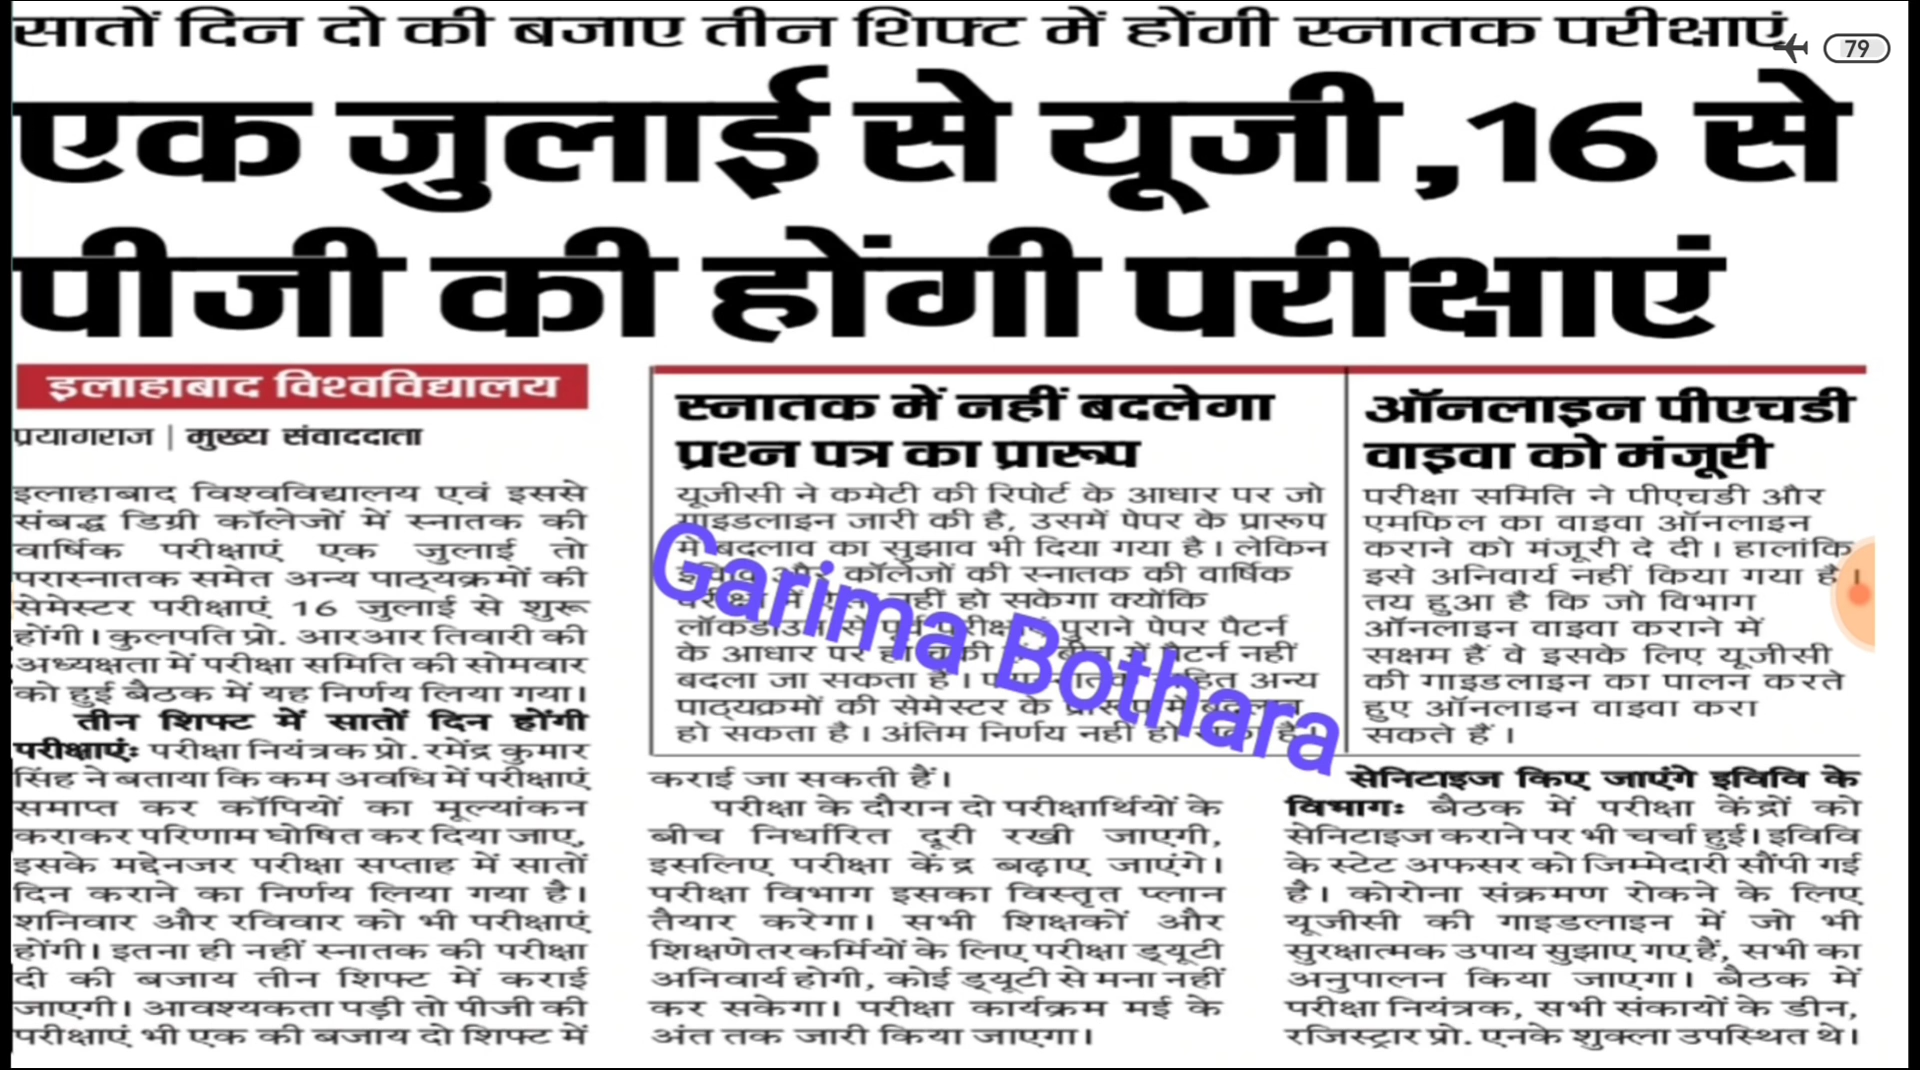 सातों दिन दो की बजाए तीन शिफ्ट में होंगी स्नातक परीक्षाएं
79
एक जुलाई से यूजी ,16 से
पीजी की होंगी परीक्षाएं
इलाहाबाद विश्वविद्यालय
प्रयागराज | मुख्य संवाददाता
इलाहाबाद विश्वविद्यालय एवं इससे
संबद्ध डिग्री कॉलेजों में स्नातक की
वार्षिक परीक्षाएं एक जुलाई तो
परास्नातक समेत अन्य पाठ्यक्रमों की
सेमेस्टर परीक्षाएं 16 जुलाई से शुरू
होंगी। कुलपति प्रो. आरआर तिवारी की
अध्यक्षता में परीक्षा समिति की सोमवार
को हुई बैठक में यह निर्णय लिया गया।
तीन शिफ्ट में सातों दिन होंगी
परीक्षाएं: परीक्षा नियंत्रक प्रो. रमेंद्र कुमार
सिंह ने बताया कि कम अवधि में परीक्षाएं
समाप्त कर कॉपियों का मूल्यांकन
कराकर परिणाम घोषित कर दिया जाए,
इसके मद्देनजर परीक्षा सप्ताह में सातों
दिन कराने का निर्णय लिया गया है।
शनिवार और रविवार को भी परीक्षाएं
होंगी। इतना ही नहीं स्नातक की परीक्षा
दी की बजाय तीन शिफ्ट में कराई
जाएगी। आवश्यकता पड़ी तो पीजी की
परीक्षाएं भी एक की बजाय दो शिफ्ट में
स्नातक में नहीं बदलेगा
प्रश्न पत्र का प्रारूप
यूजीसी ने कमेटी की रिपोर्ट के आधार पर जो
गाइडलाइन जारी की है, उसमें पेपर के प्रारूप
में बदलाव का सुझाव भी दिया गया है। लेकिन
इविवि और कॉलेजों की स्नातक की वार्षिक
परीक्षा में नहीं हो सकेगा क्योंकि
लॉकडाउन से पूर्व पुराने पेपर पैटर्न
के आधार पर हो चुकी में पैटर्न नहीं
बदला जा सकता है। अन्य
पाठ्यक्रमों की सेमेस्टर के प्रारूप में बदलाव
हो सकता है। अंतिम निर्णय नहीं हो सका है।
Garima Bothara
कराई जा सकती हैं।
परीक्षा के दौरान दो परीक्षार्थियों के
बीच निर्धारित दूरी रखी जाएगी,
इसलिए परीक्षा केंद्र बढ़ाए जाएंगे।
परीक्षा विभाग इसका विस्तृत प्लान
तैयार करेगा। सभी शिक्षकों और
शिक्षणेतरकर्मियों के लिए परीक्षा ड्यूटी
अनिवार्य होगी, कोई ड्यूटी से मना नहीं
कर सकेगा। परीक्षा कार्यक्रम मई के
अंत तक जारी किया जाएगा।
ऑनलाइन पीएचडी
वाइवा को मंजूरी
परीक्षा समिति ने पीएचडी और
एमफिल का वाइवा ऑनलाइन
कराने को मंजूरी दे दी। हालांकि
इसे अनिवार्य नहीं किया गया है।
तय हुआ है कि जो विभाग
ऑनलाइन वाइवा कराने में
सक्षम हैं वे इसके लिए यूजीसी
की गाइडलाइन का पालन करते
हुए ऑनलाइन वाइवा करा
सकते हैं।
सेनिटाइज किए जाएंगे इविवि के
विभाग: बैठक में परीक्षा केंद्रों को
सेनिटाइज कराने पर भी चर्चा हुई। इविवि
के स्टेट अफसर को जिम्मेदारी सौंपी गई
है। कोरोना संक्रमण रोकने के लिए
यूजीसी की गाइडलाइन में जो भी
सुरक्षात्मक उपाय सुझाए गए हैं, सभी का
अनुपालन किया जाएगा। बैठक में
परीक्षा नियंत्रक, सभी संकायों के डीन,
रजिस्ट्रार प्रो. एनके शुक्ला उपस्थित थे।